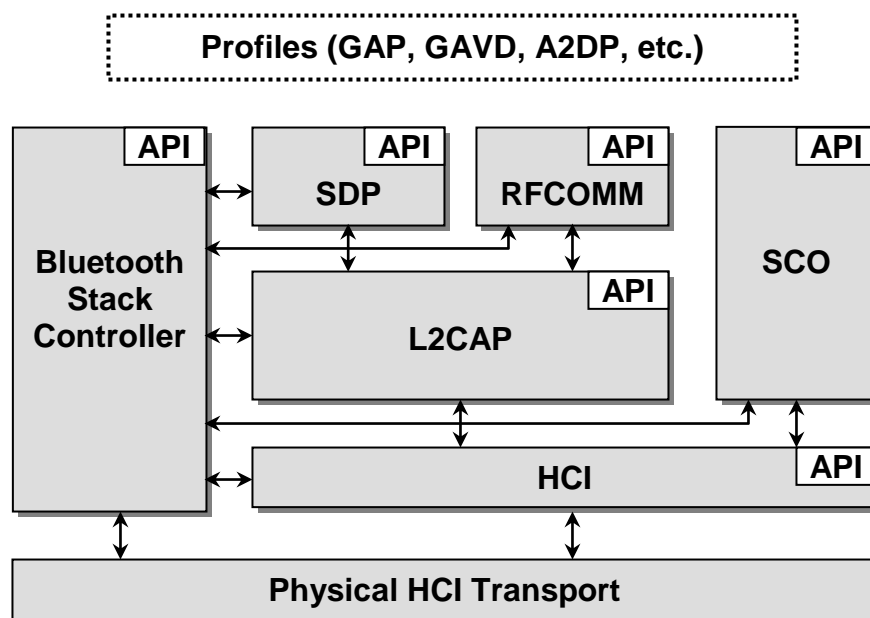 Profiles (GAP, GAVD, A2DP, etc.)
API
API
API
API
SDP
RFCOMM
Bluetooth
Stack
Controller
SCO
API
L2CAP
API
HCI
Physical HCI Transport